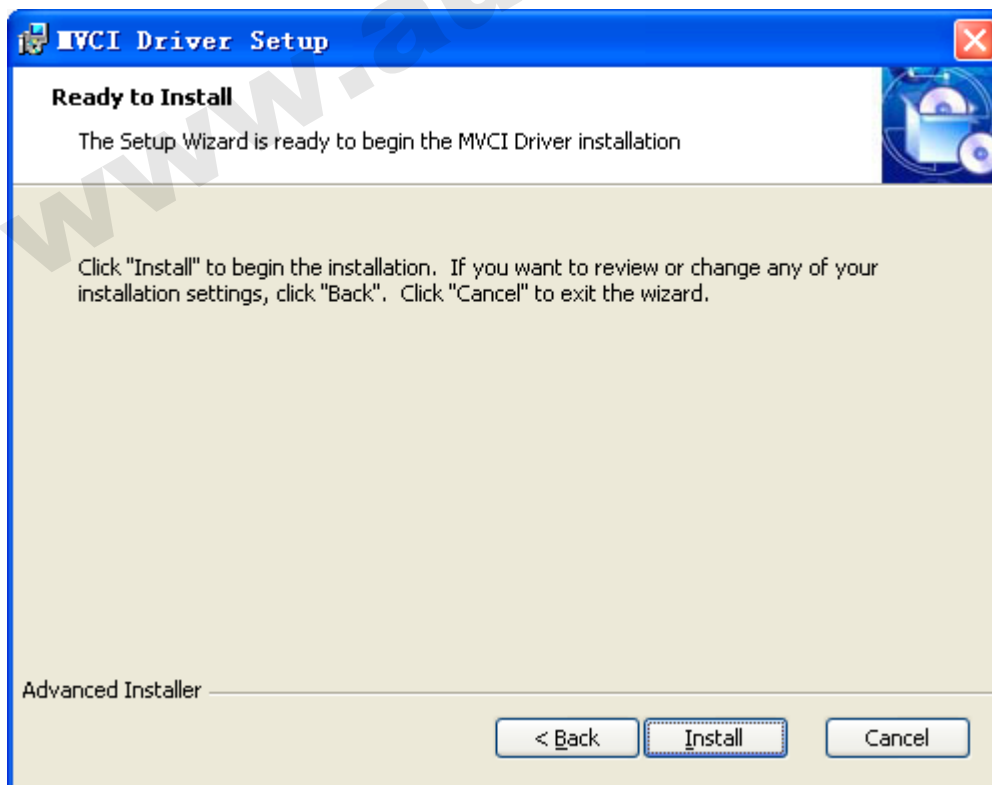 MVCI Driver Setup
Ready to Install
The Setup Wizard is ready to begin the MVCI Driver installation
Click "Install" to begin the installation. If you want to review or change any of your
installation settings, click "Back". Click "Cancel" to exit the wizard.
Advanced Installer
< Back
Install
Cancel